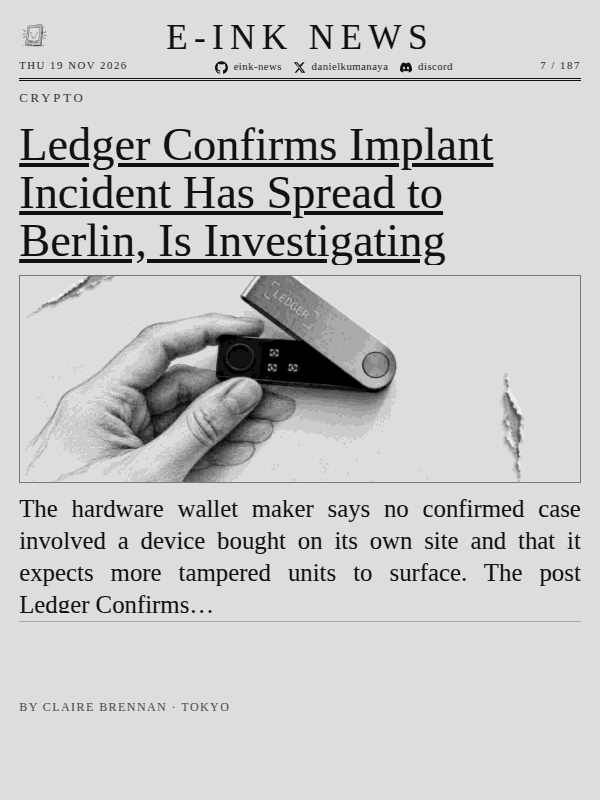 E-INK NEWS
THU 19 NOV 2026
eink-news danielkumanaya discord
7 / 187
CRYPTO
Ledger Confirms Implant
Incident Has Spread to
Berlin, Is Investigating
LEDGER
The hardware wallet maker says no confirmed case
involved a device bought on its own site and that it
expects more tampered units to surface. The post
Ledger Confirms…
BY CLAIRE BRENNAN · TOKYO